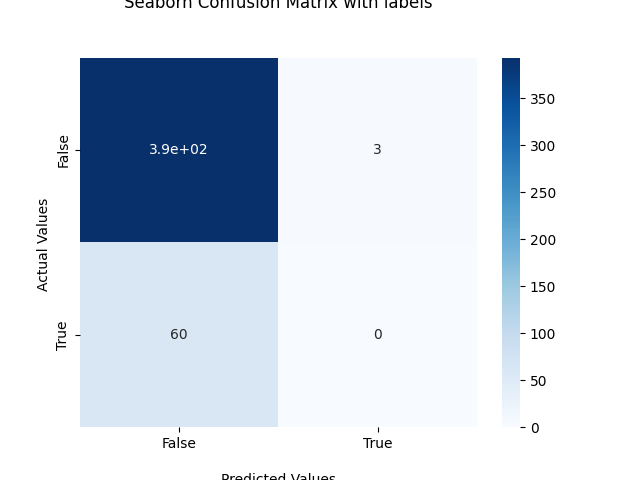 Seaborn Confusion Matrix with labels
3.9e+02
3
60
0
False
True
Actual Values
False
True
Predicted Values
350
300
250
200
150
100
50
0